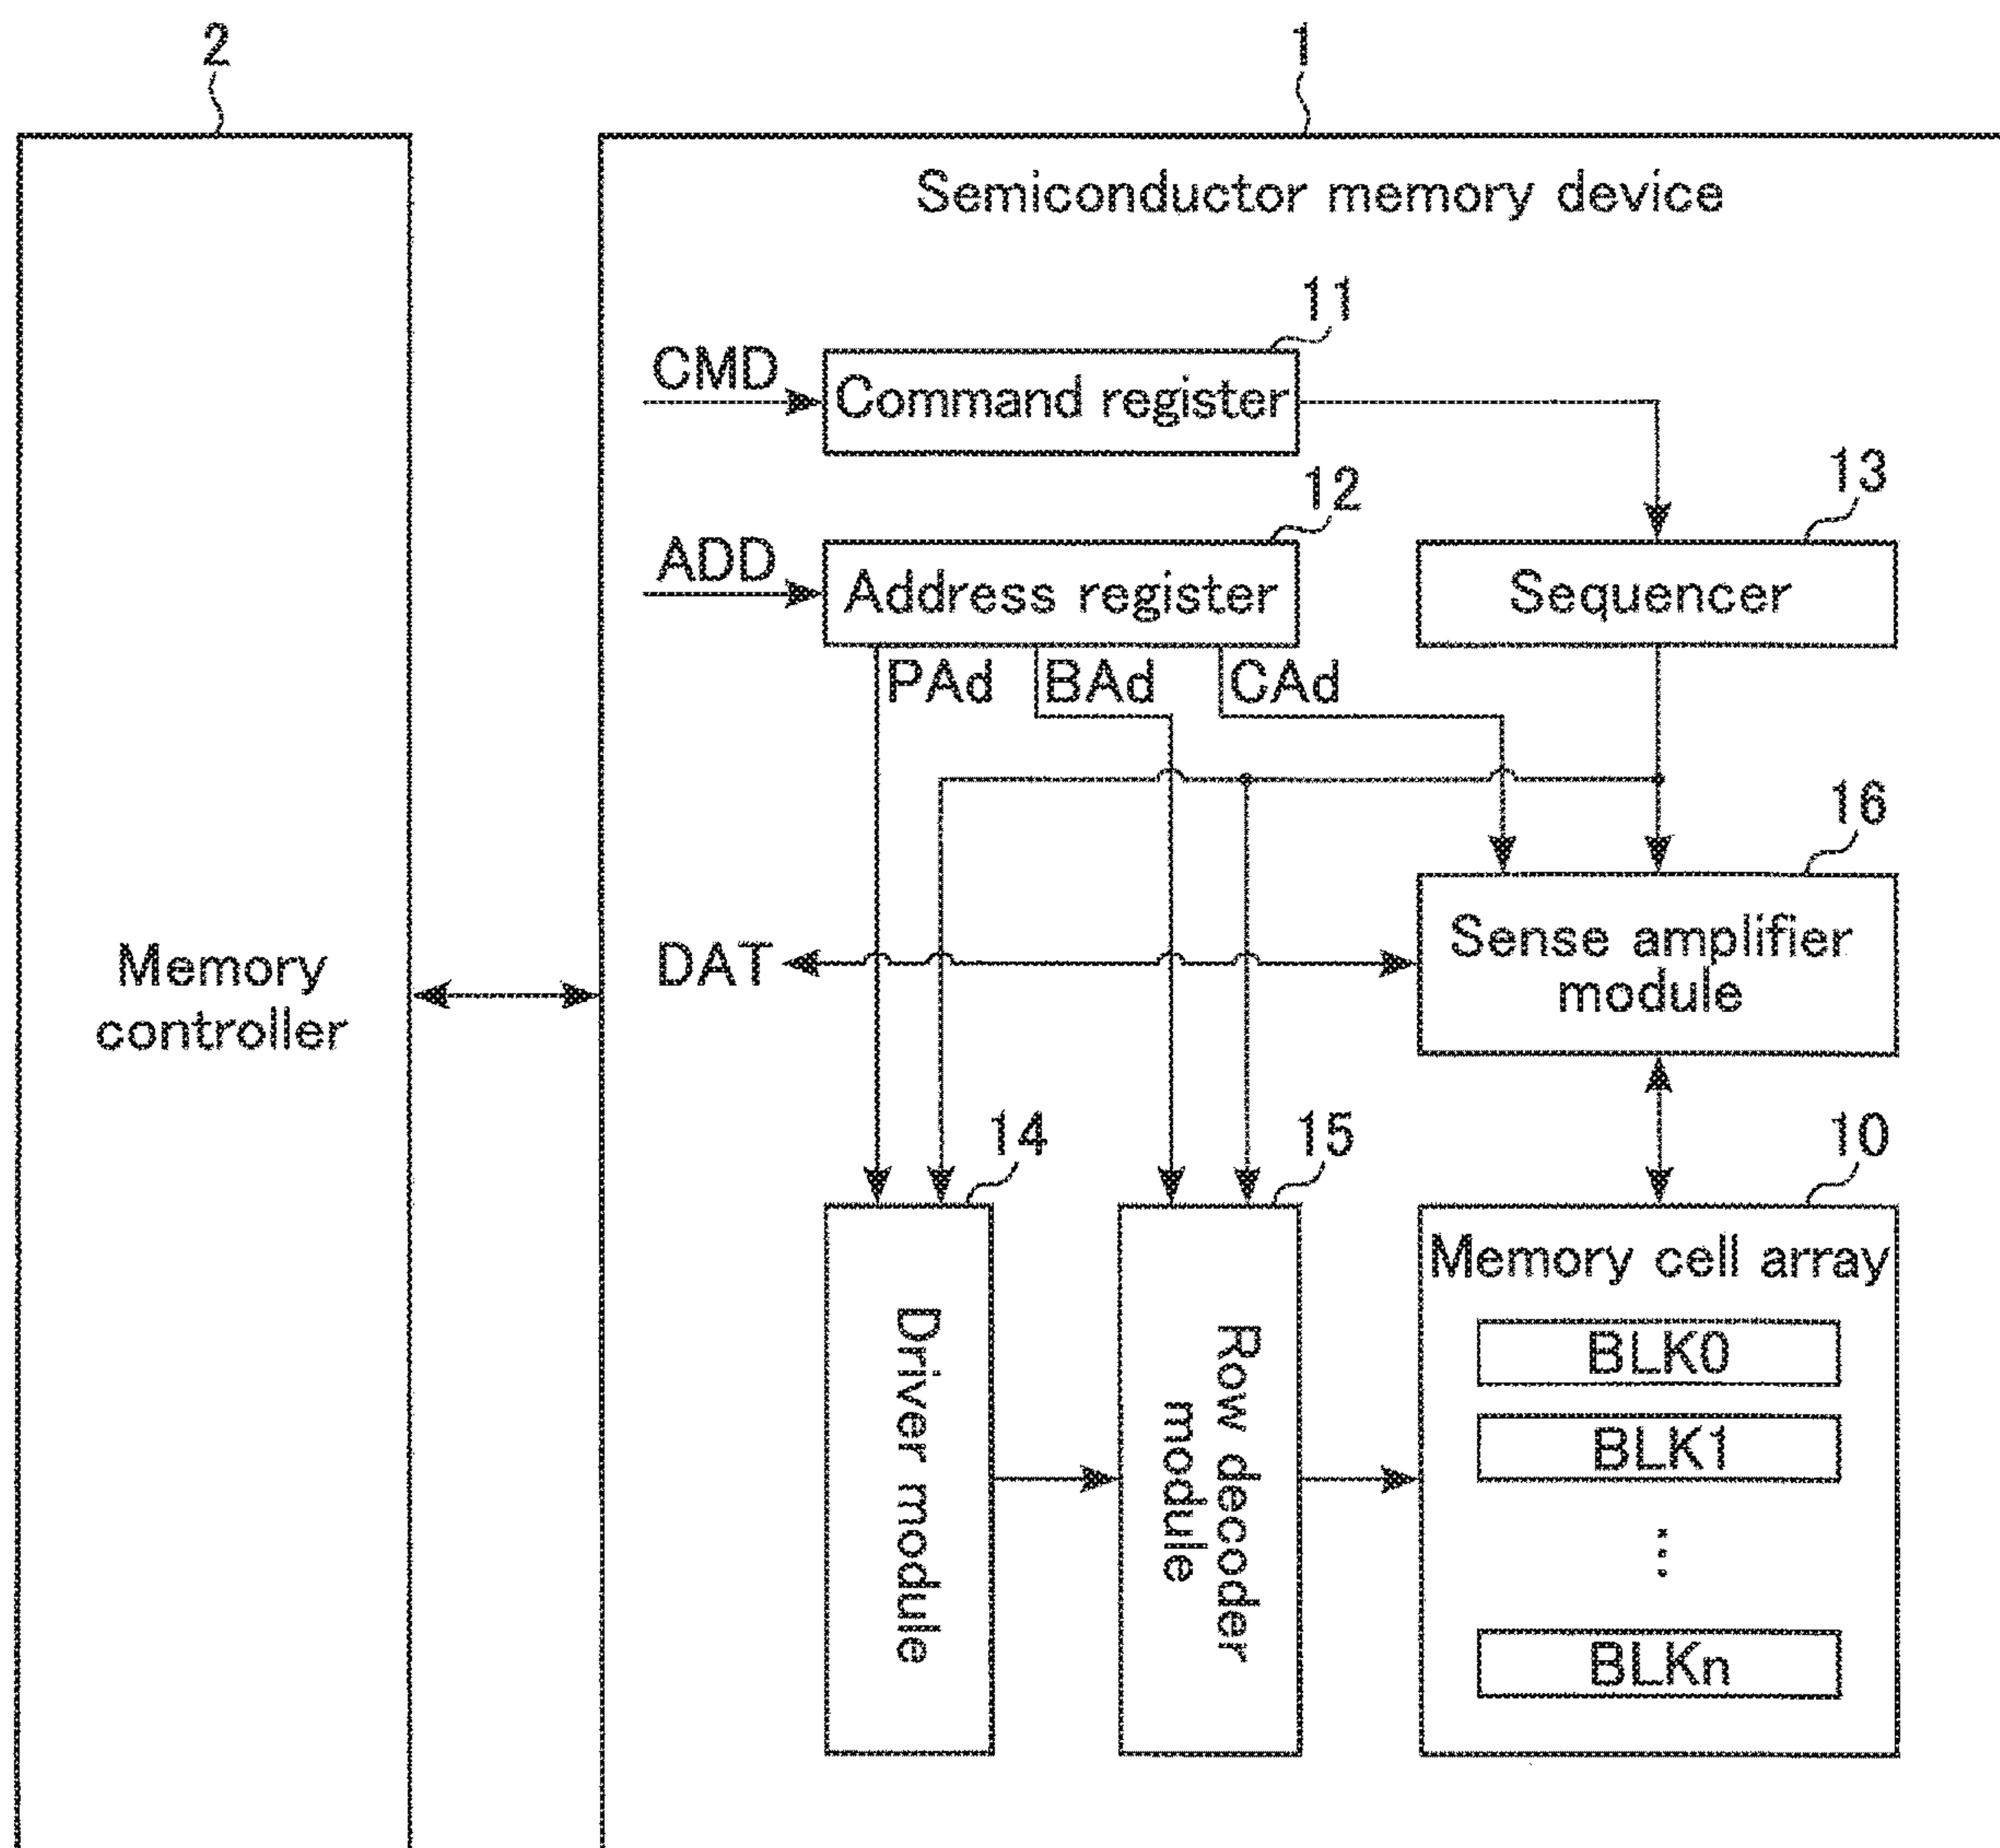 2
1
Semiconductor memory device
11
CMD
Command register
12
13
ADD
Address register
Sequencer
PAd
BAd
CAd
16
Sense amplifier
module
DAT
Memory
controller
14
15
10
Driver module
Row decoder
module
Memory cell array
BLK0
BLK1
⋮
BLKn